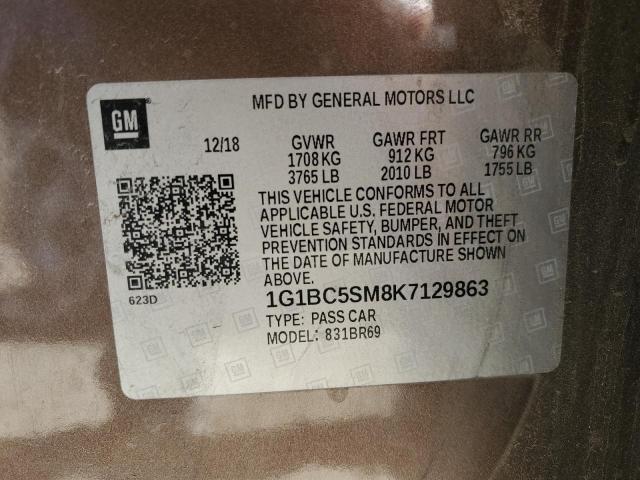 GM
MFD BY GENERAL MOTORS LLC
12/18 GVWR GAWR FRT GAWR RR
1708 KG 912 KG 796 KG
3765 LB 2010 LB 1755 LB
THIS VEHICLE CONFORMS TO ALL
APPLICABLE U.S. FEDERAL MOTOR
VEHICLE SAFETY, BUMPER, AND THEFT
PREVENTION STANDARDS IN EFFECT ON
THE DATE OF MANUFACTURE SHOWN
ABOVE.
623D
1G1BC5SM8K7129863
TYPE: PASS CAR
MODEL: 831BR69